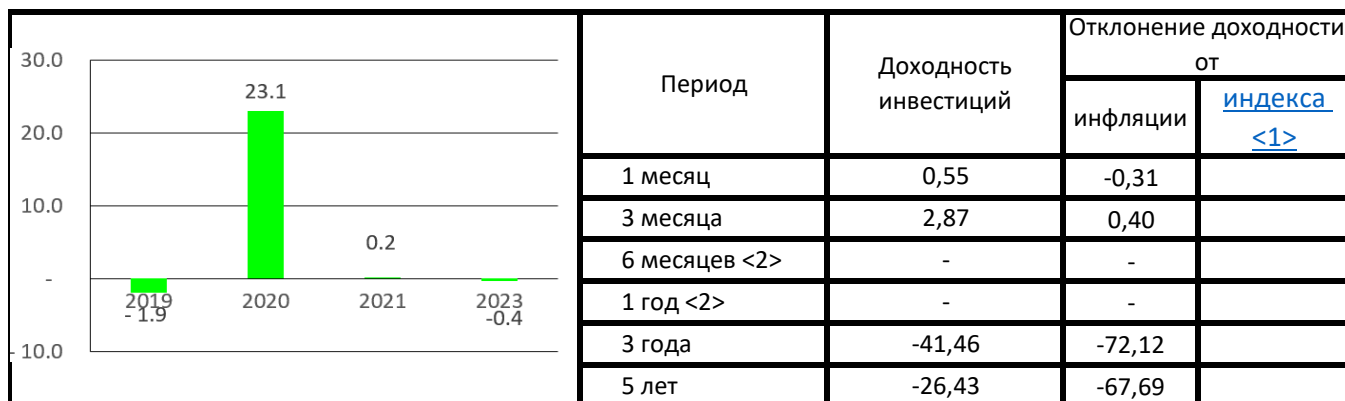 30.0
20.0
10.0
-
- 10.0
23.1
0.2
2019 2020 2021 2023
- 1.9
-0.4
Период
Доходность
инвестиций
Отклонение доходности
от
инфляции
индекса
<1>
1 месяц 0,55 -0,31
3 месяца 2,87 0,40
6 месяцев <2> - -
1 год <2> - -
3 года -41,46 -72,12
5 лет -26,43 -67,69